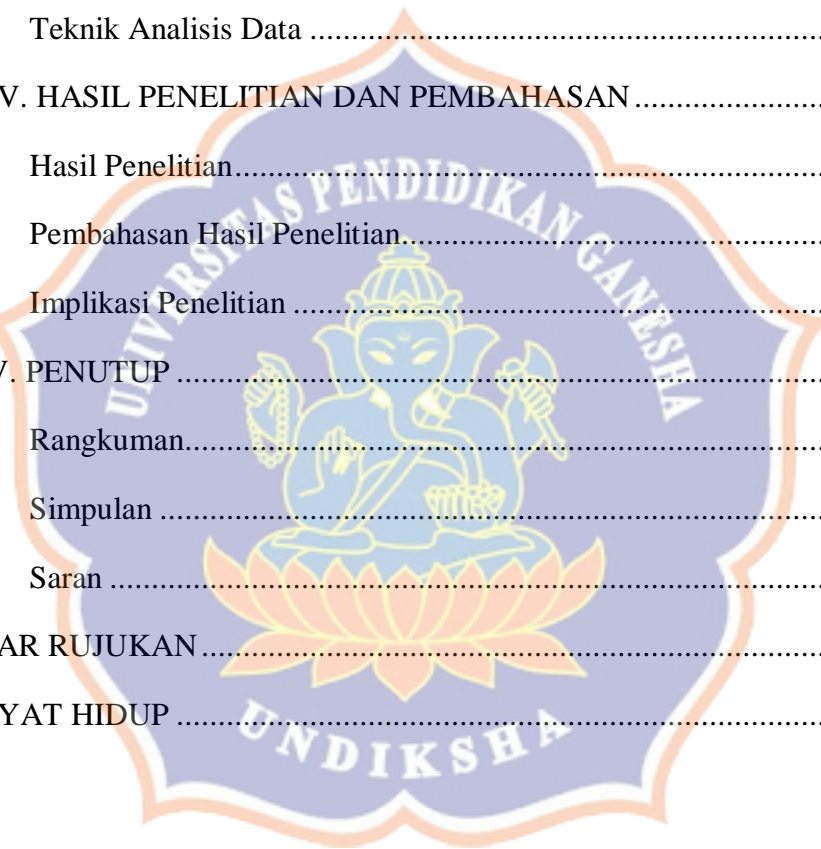 Teknik Analisis Data ..........................................................
V. HASIL PENELITIAN DAN PEMBAHASAN .....................
Hasil Penelitian....................................................................
Pembahasan Hasil Penelitian................................................
Implikasi Penelitian ............................................................
V. PENUTUP .......................................................................
Rangkuman..........................................................................
Simpulan .............................................................................
Saran ...................................................................................
AR RUJUKAN .....................................................................
YAT HIDUP ........................................................................
UNIVERSITAS PENDIDIKAN GANESHA
UNDIKSHA